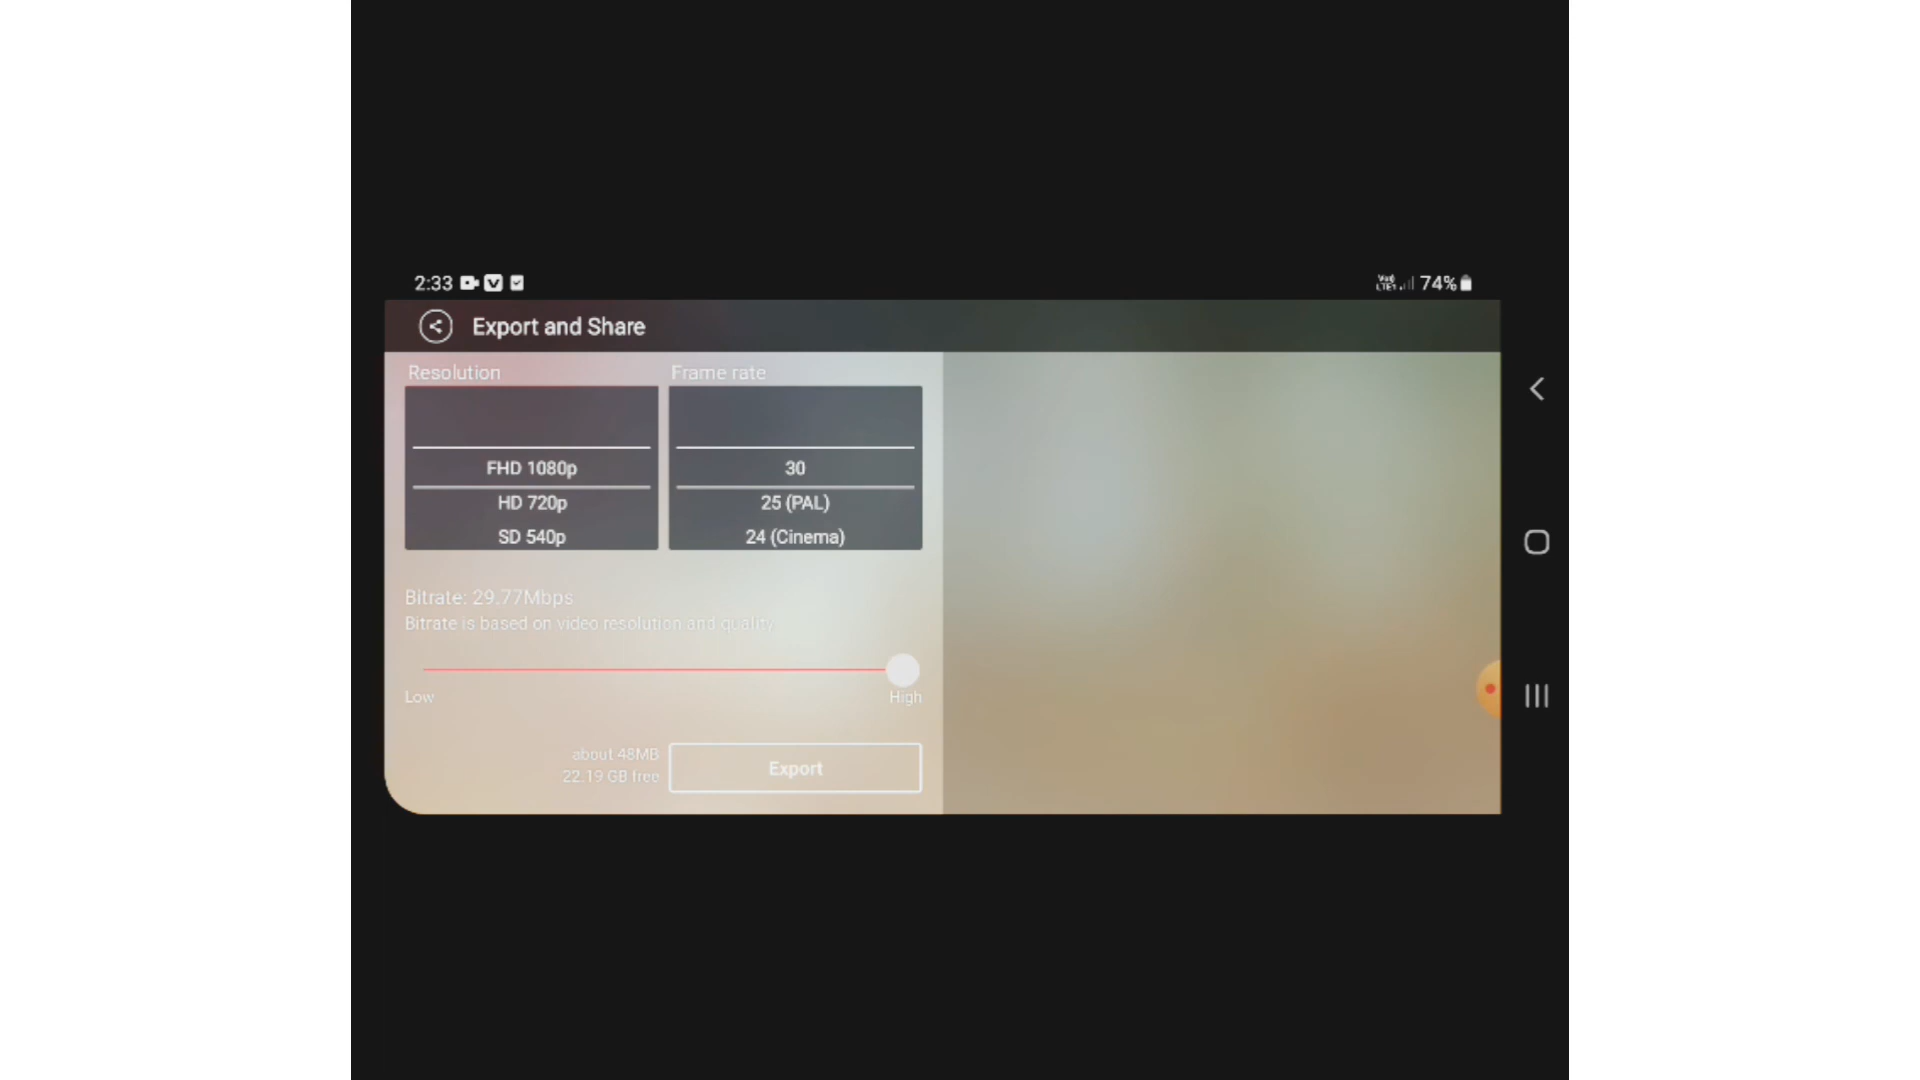 2:33
74%
Export and Share
Resolution
Frame rate
FHD 1080p
HD 720p
SD 540p
30
25 (PAL)
24 (Cinema)
Bitrate: 29.77Mbps
Bitrate is based on video resolution and quality
Low
High
about 48MB
22.19 GB free
Export